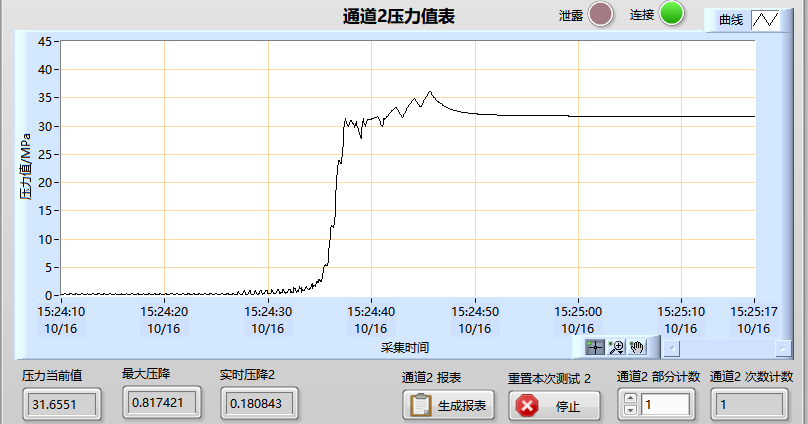 通道2压力值表
泄露
连接
曲线
压力值/MPa
45
40
35
30
25
20
15
10
5
0
15:24:10 15:24:20 15:24:30 15:24:40 15:24:50 15:25:00 15:25:10 15:25:17
10/16 10/16 10/16 10/16 10/16 10/16 10/16 10/16
采集时间
压力当前值 最大压降 实时压降2 通道2 报表 重置本次测试 2 通道2 部分计数 通道2 次数计数
31.6551 0.817421 0.180843 生成报表 停止 1 1